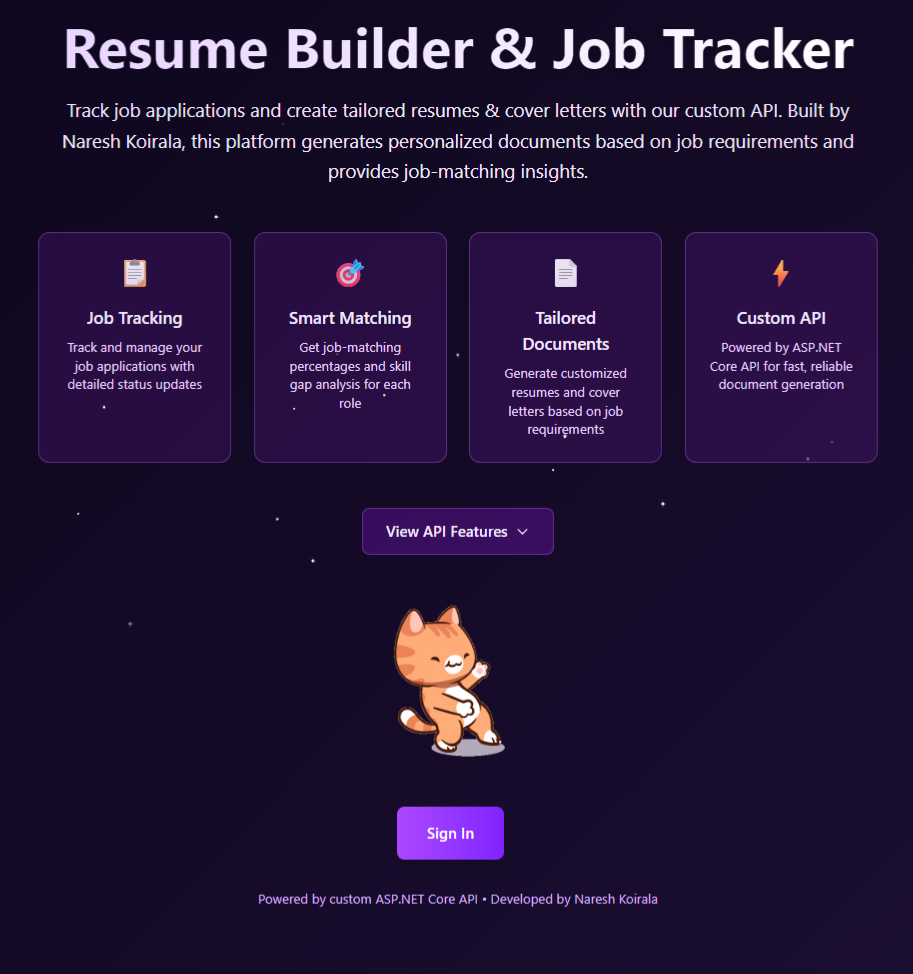 Resume Builder & Job Tracker
Track job applications and create tailored resumes & cover letters with our custom API. Built by
Naresh Koirala, this platform generates personalized documents based on job requirements and
provides job-matching insights.
Job Tracking
Track and manage your
job applications with
detailed status updates
Smart Matching
Get job-matching
percentages and skill
gap analysis for each
role
Tailored
Documents
Generate customized
resumes and cover
letters based on job
requirements
Custom API
Powered by ASP.NET
Core API for fast, reliable
document generation
View API Features
Sign In
Powered by custom ASP.NET Core API • Developed by Naresh Koirala